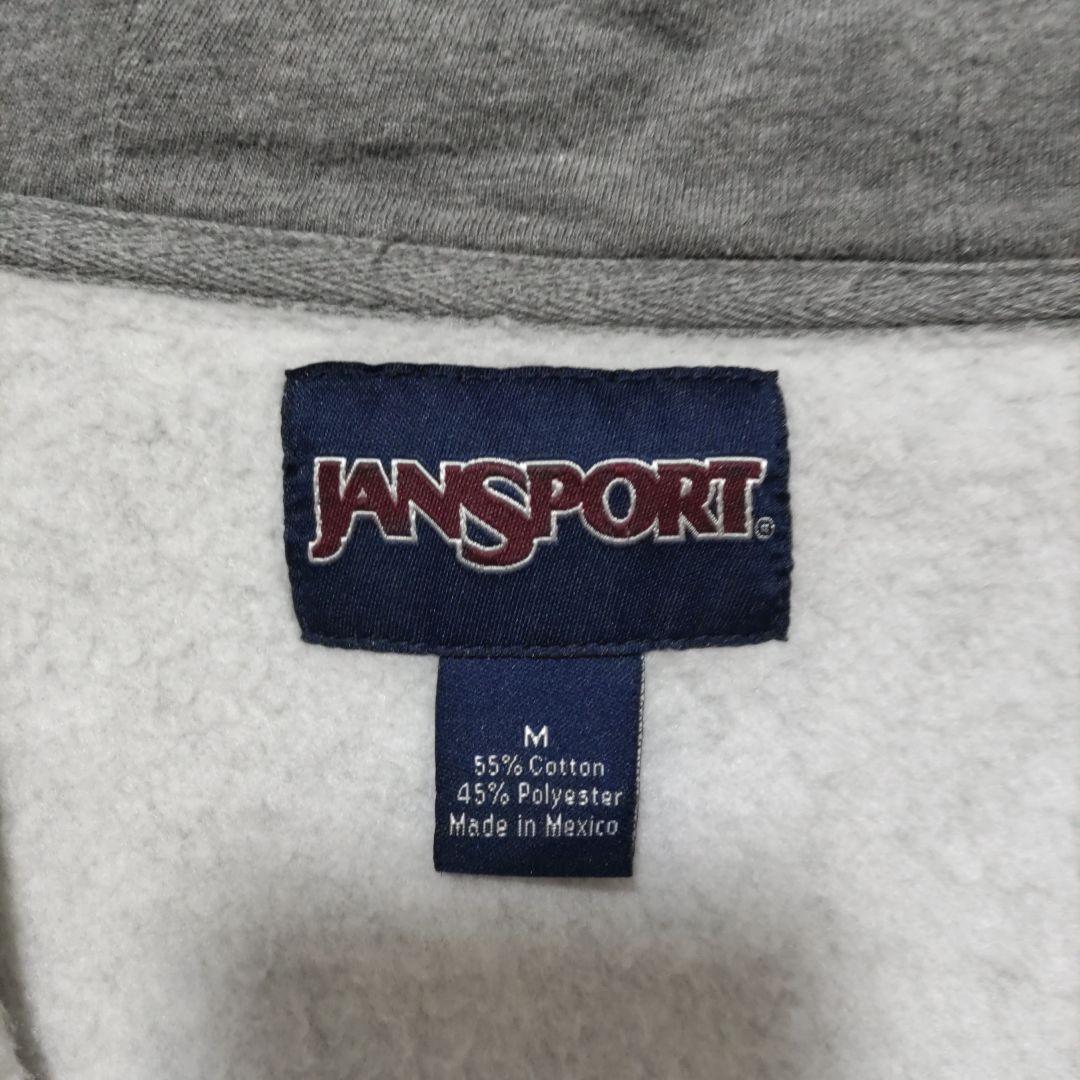 JANSPORT®
M
55% Cotton
45% Polyester
Made in Mexico